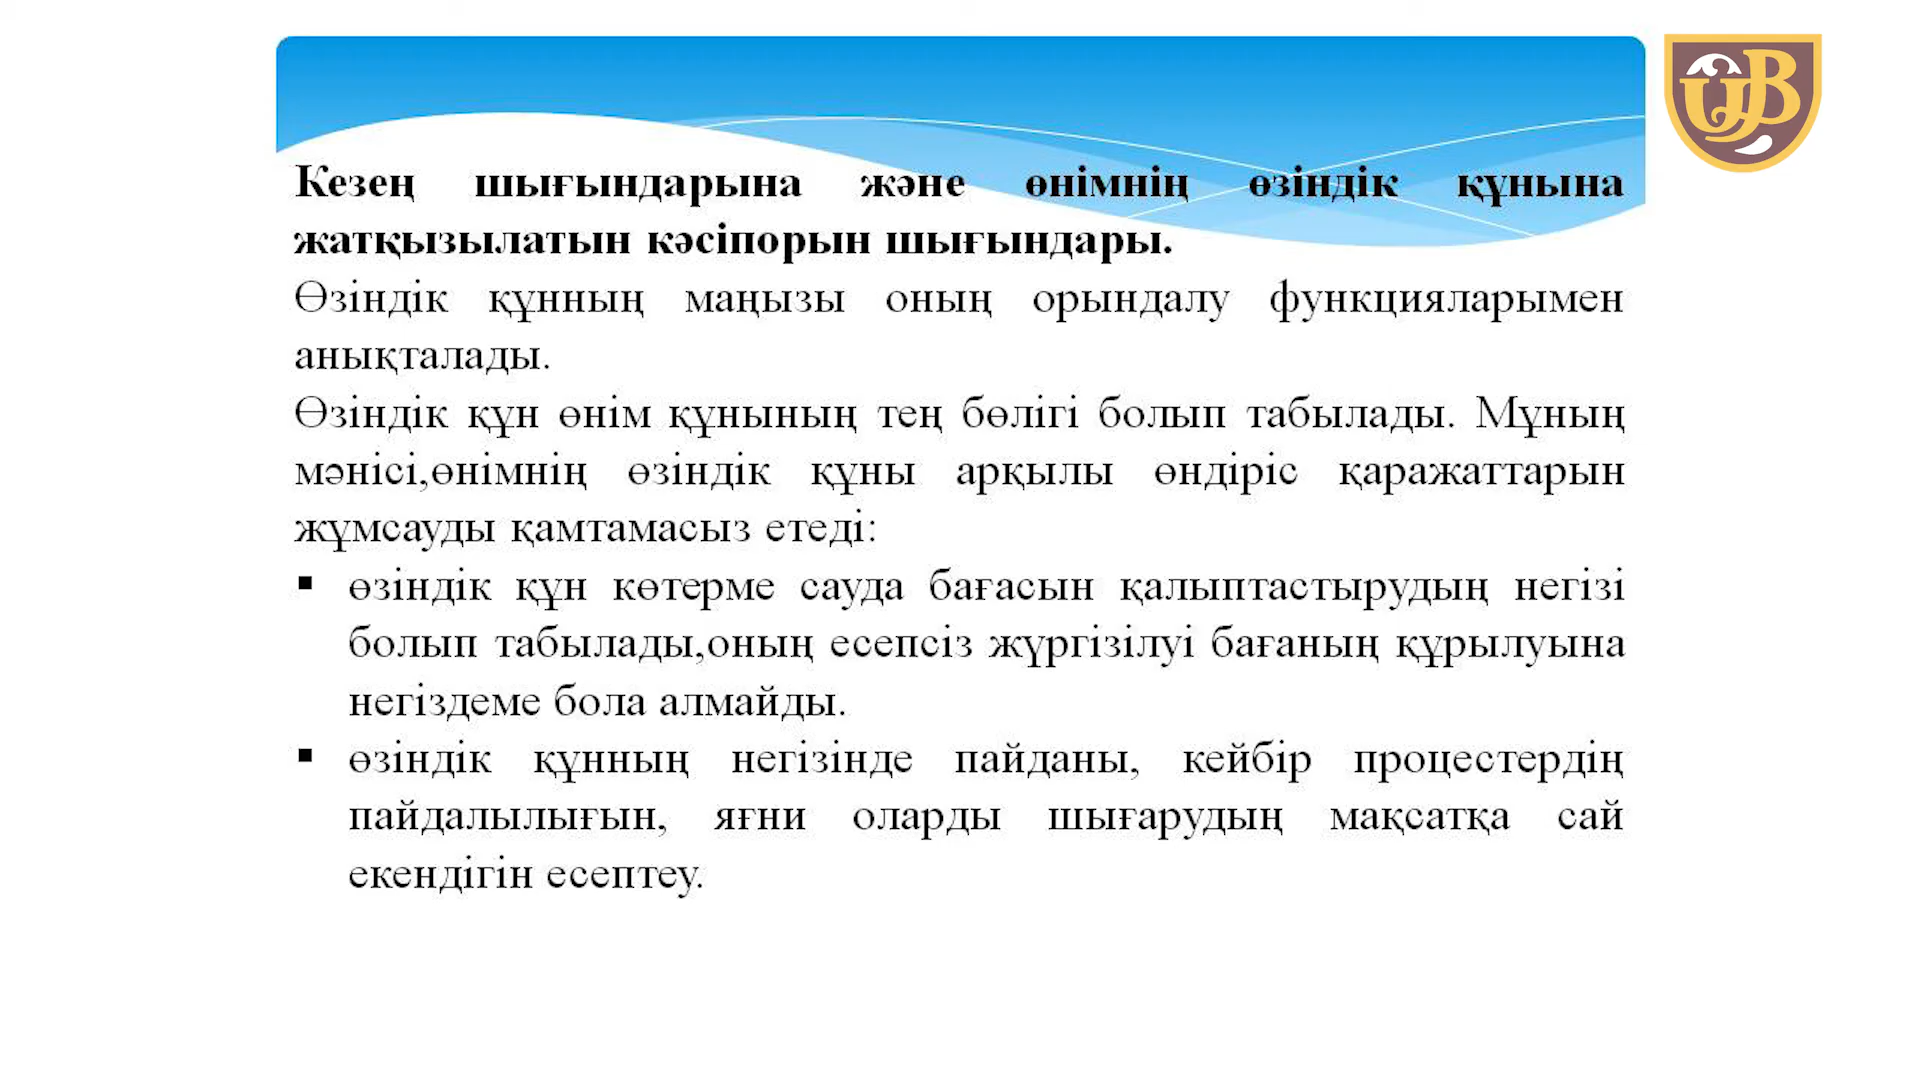 Кезең шығындарына және өнімнің өзіндік құнына
жатқызылатын кәсіпорын шығындары.
Өзіндік құнның маңызы оның орындалу функцияларымен
анықталады.
Өзіндік құн өнім құнының тең бөлігі болып табылады. Мұның
мәнісі,өнімнің өзіндік құны арқылы өндіріс қаражаттарын
жұмсауды қамтамасыз етеді:
▪ өзіндік құн көтерме сауда бағасын қалыптастырудың негізі
болып табылады,оның есепсіз жүргізілуі бағаның құрылуына
негіздеме бола алмайды.
▪ өзіндік құнның негізінде пайданы, кейбір процестердің
пайдалылығын, яғни оларды шығарудың мақсатқа сай
екендігін есептеу.